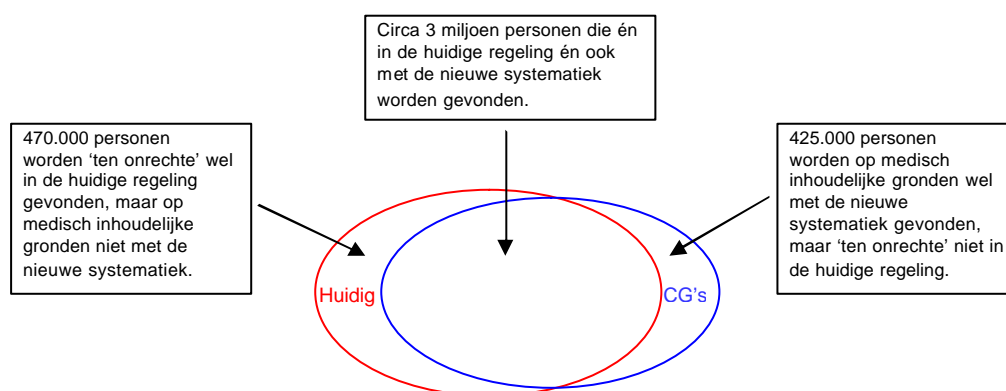 Circa 3 miljoen personen die én
in de huidige regeling én ook
met de nieuwe systematiek
worden gevonden.
470.000 personen
worden ‘ten onrechte’ wel
in de huidige regeling
gevonden, maar op
medisch inhoudelijke
gronden niet met de
nieuwe systematiek.
425.000 personen
worden op medisch
inhoudelijke gronden wel
met de nieuwe
systematiek gevonden,
maar ‘ten onrechte’ niet in
de huidige regeling.
Huidig
CG’s